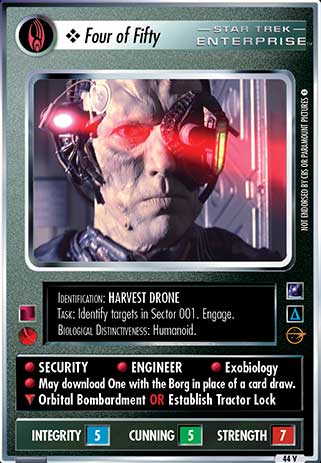 ❖ Four of Fifty
STAR TREK
ENTERPRISE™
NOT ENDORSED BY CBS OR PARAMOUNT PICTURES
IDENTIFICATION: HARVEST DRONE
TASK: Identify targets in Sector 001. Engage.
BIOLOGICAL DISTINCTIVENESS: Humanoid.
SECURITY ENGINEER Exobiology
May download One with the Borg in place of a card draw.
Orbital Bombardment OR Establish Tractor Lock
INTEGRITY 5 CUNNING 5 STRENGTH 7
44 V